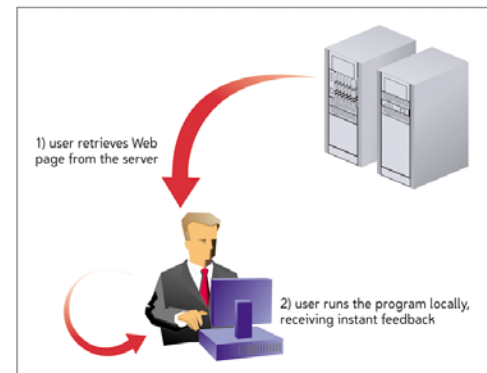 1) user retrieves Web
page from the server
2) user runs the program locally,
receiving instant feedback